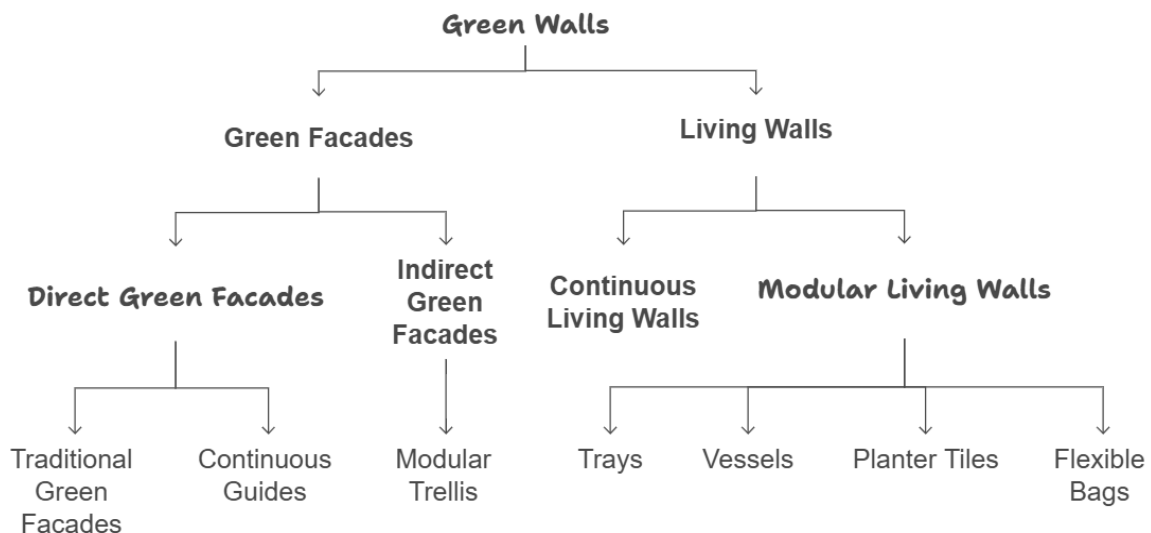 Green Walls
Green Facades
Living Walls
Direct Green Facades
Indirect
Green
Facades
Continuous
Living Walls
Modular Living Walls
Traditional
Green
Facades
Continuous
Guides
Modular
Trellis
Trays
Vessels
Planter Tiles
Flexible
Bags